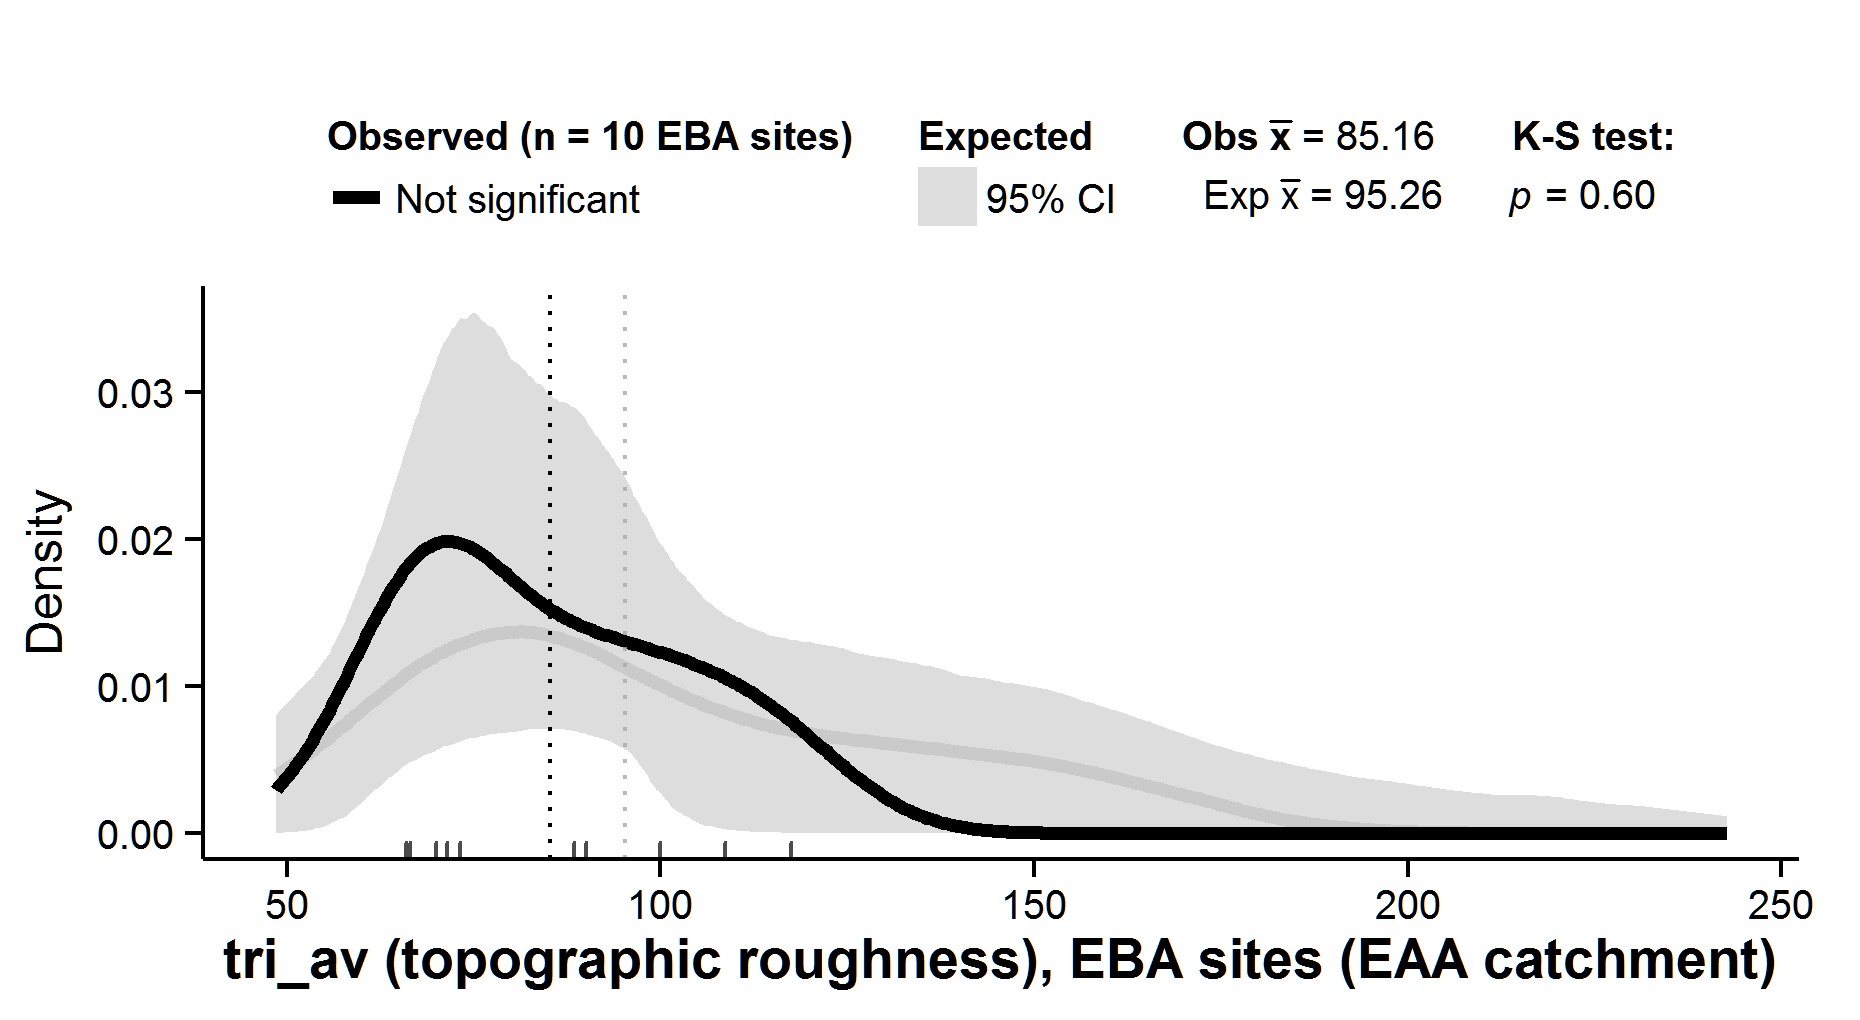 Observed (n = 10 EBA sites) Expected Obs x̅ = 85.16 K-S test:
Not significant 95% CI Exp x̅ = 95.26 p = 0.60
Density
0.03
0.02
0.01
0.00
50 100 150 200 250
tri_av (topographic roughness), EBA sites (EAA catchment)